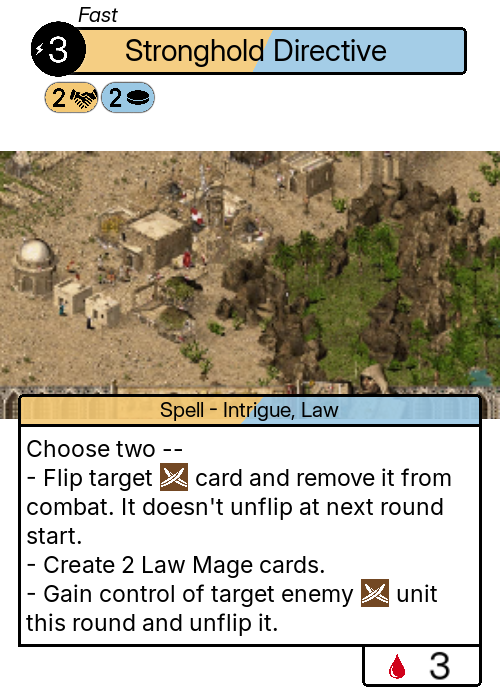 Fast
3 Stronghold Directive
2 2
Spell - Intrigue, Law
Choose two --
- Flip target card and remove it from
combat. It doesn't unflip at next round
start.
- Create 2 Law Mage cards.
- Gain control of target enemy unit
this round and unflip it.
3